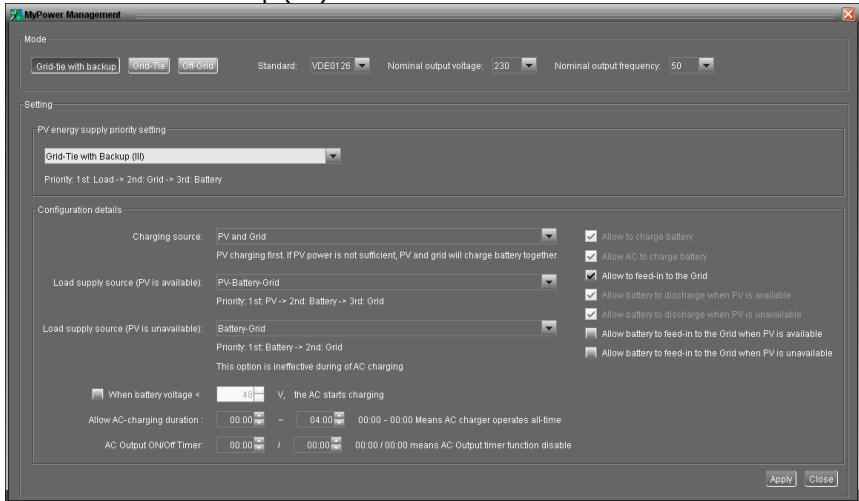 MyPower Management
Mode
Grid-tie with backup Grid-Tie Off-Grid Standard: VDE0126 Nominal output voltage: 230 Nominal output frequency: 50
Setting
PV energy supply priority setting
Grid-Tie with Backup (III)
Priority: 1st: Load -> 2nd: Grid -> 3rd: Battery
Configuration details
Charging source: PV and Grid
PV charging first. If PV power is not sufficient, PV and grid will charge battery together
Load supply source (PV is available): PV-Battery-Grid
Priority: 1st: PV -> 2nd: Battery -> 3rd: Grid
Load supply source (PV is unavailable): Battery-Grid
Priority: 1st: Battery -> 2nd: Grid
This option is ineffective during of AC charging
Allow to charge battery
Allow AC to charge battery
Allow to feed-in to the Grid
Allow battery to discharge when PV is available
Allow battery to discharge when PV is unavailable
Allow battery to feed-in to the Grid when PV is available
Allow battery to feed-in to the Grid when PV is unavailable
When battery voltage < 48 V, the AC starts charging
Allow AC-charging duration : 00:00 ~ 04:00 00:00 - 00:00 Means AC charger operates all-time
AC Output ON/Off Timer: 00:00 / 00:00 00:00 / 00:00 means AC Output timer function disable
Apply Close